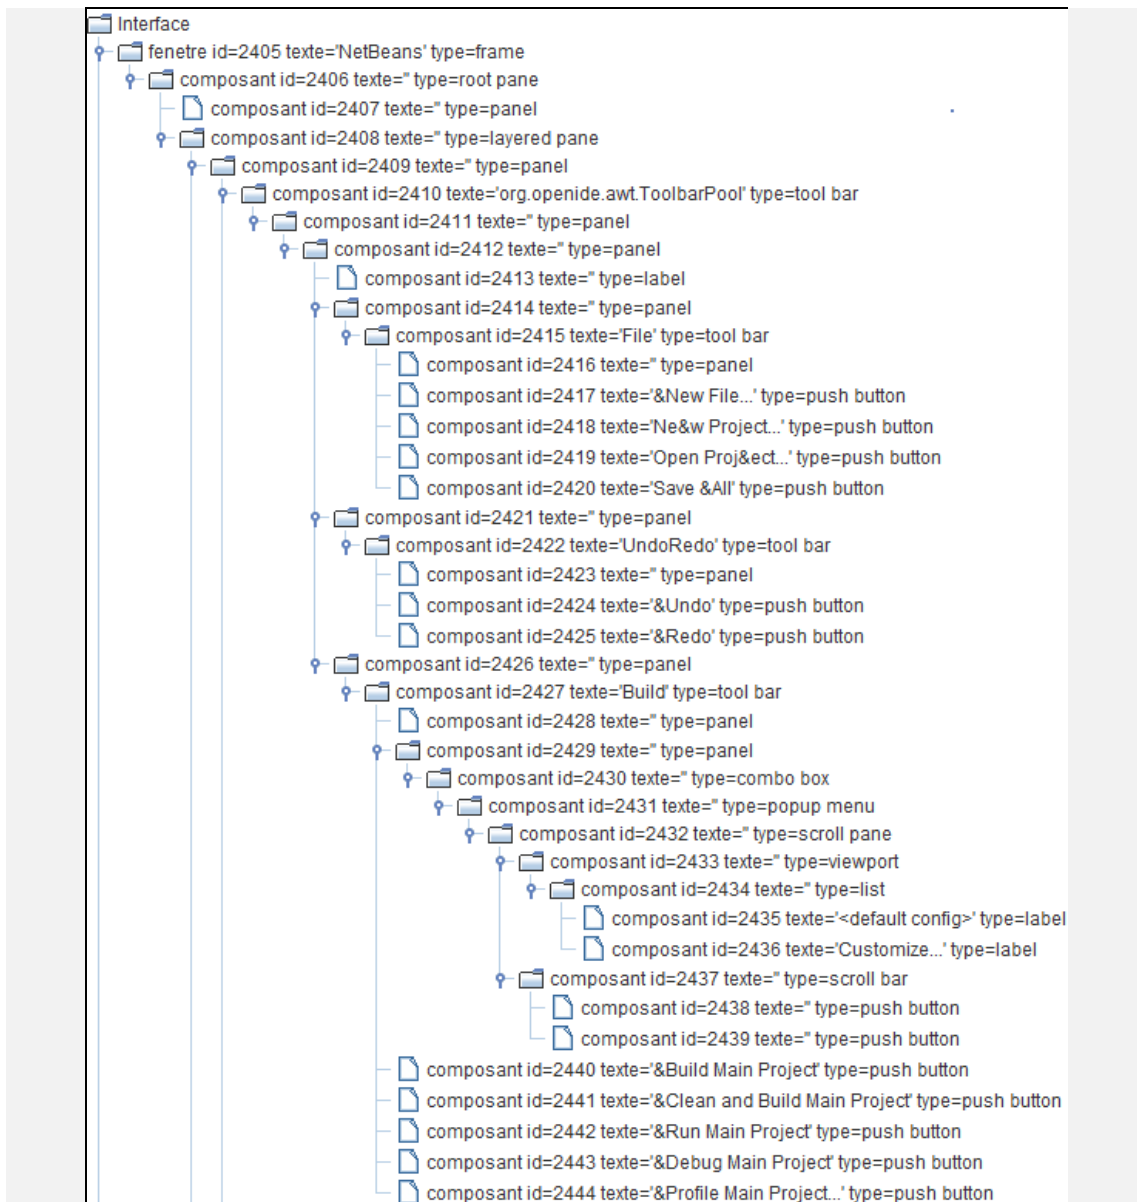 Interface
fenetre id=2405 texte='NetBeans' type=frame
composant id=2406 texte='' type=root pane
composant id=2407 texte='' type=panel
composant id=2408 texte='' type=layered pane
composant id=2409 texte='' type=panel
composant id=2410 texte='org.openide.awt.ToolbarPool' type=tool bar
composant id=2411 texte='' type=panel
composant id=2412 texte='' type=panel
composant id=2413 texte='' type=label
composant id=2414 texte='' type=panel
composant id=2415 texte='File' type=tool bar
composant id=2416 texte='' type=panel
composant id=2417 texte='&New File...' type=push button
composant id=2418 texte='Ne&w Project...' type=push button
composant id=2419 texte='Open Proj&ect...' type=push button
composant id=2420 texte='Save &All' type=push button
composant id=2421 texte='' type=panel
composant id=2422 texte='UndoRedo' type=tool bar
composant id=2423 texte='' type=panel
composant id=2424 texte='&Undo' type=push button
composant id=2425 texte='&Redo' type=push button
composant id=2426 texte='' type=panel
composant id=2427 texte='Build' type=tool bar
composant id=2428 texte='' type=panel
composant id=2429 texte='' type=panel
composant id=2430 texte='' type=combo box
composant id=2431 texte='' type=popup menu
composant id=2432 texte='' type=scroll pane
composant id=2433 texte='' type=viewport
composant id=2434 texte='' type=list
composant id=2435 texte='<default config>' type=label
composant id=2436 texte='Customize...' type=label
composant id=2437 texte='' type=scroll bar
composant id=2438 texte='' type=push button
composant id=2439 texte='' type=push button
composant id=2440 texte='&Build Main Project' type=push button
composant id=2441 texte='&Clean and Build Main Project' type=push button
composant id=2442 texte='&Run Main Project' type=push button
composant id=2443 texte='&Debug Main Project' type=push button
composant id=2444 texte='&Profile Main Project...' type=push button